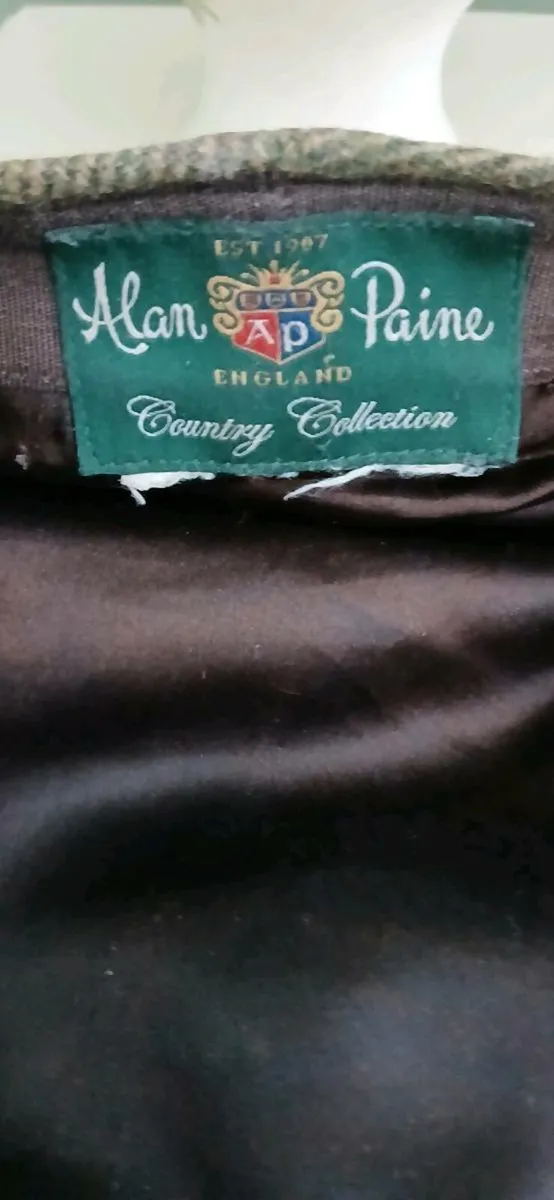 EST 1907
Alan AP Paine
ENGLAND
Country Collection